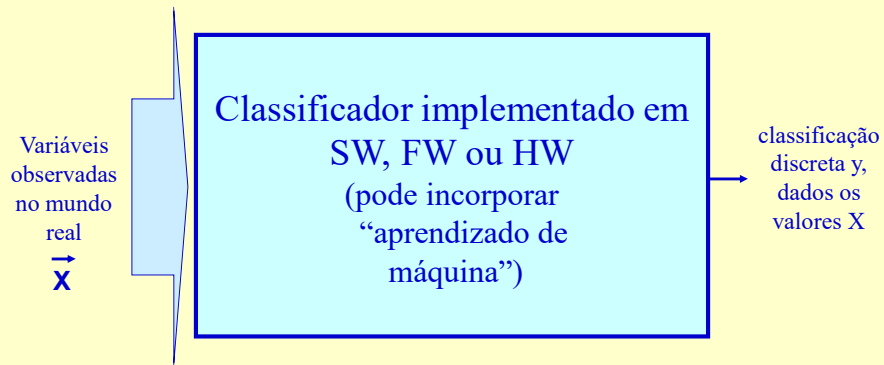 Variáveis
observadas
no mundo
real
X
Classificador implementado em
SW, FW ou HW
(pode incorporar
“aprendizado de
máquina”)
classificação
discreta y,
dados os
valores X